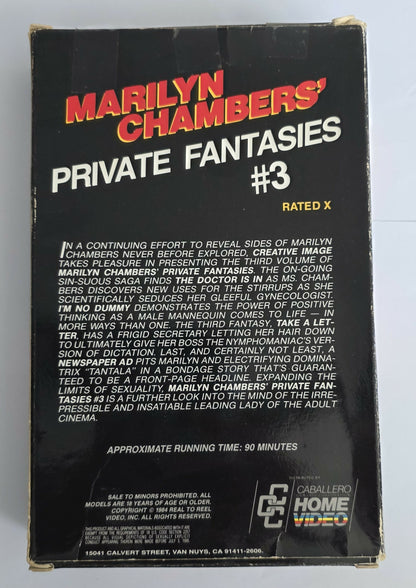 MARILYN
CHAMBERS'
PRIVATE FANTASIES
#3
RATED X
IN A CONTINUING EFFORT TO REVEAL SIDES OF MARILYN
CHAMBERS NEVER BEFORE EXPLORED, CREATIVE IMAGE
TAKES PLEASURE IN PRESENTING THE THIRD VOLUME OF
MARILYN CHAMBERS' PRIVATE FANTASIES. THE ON-GOING
SIN-SUOUS SAGA FINDS THE DOCTOR IS IN AS MS. CHAM-
BERS DISCOVERS NEW USES FOR THE STIRRUPS AS SHE
SCIENTIFICALLY SEDUCES HER GLEEFUL GYNECOLOGIST.
I'M NO DUMMY DEMONSTRATES THE POWER OF POSITIVE
THINKING AS A MALE MANNEQUIN COMES TO LIFE — IN
MORE WAYS THAN ONE. THE THIRD FANTASY, TAKE A LET-
TER, HAS A FRIGID SECRETARY LETTING HER HAIR DOWN
TO ULTIMATELY GIVE HER BOSS THE NYMPHOMANIAC'S VER-
SION OF DICTATION. LAST, AND CERTAINLY NOT LEAST, A
NEWSPAPER AD PITS MARILYN AND ELECTRIFYING DOMINA-
TRIX "TANTALA" IN A BONDAGE STORY THAT'S GUARAN-
TEED TO BE A FRONT-PAGE HEADLINE. EXPANDING THE
LIMITS OF SEXUALITY, MARILYN CHAMBERS' PRIVATE FAN-
TASIES #3 IS A FURTHER LOOK INTO THE MIND OF THE IRRE-
PRESSIBLE AND INSATIABLE LEADING LADY OF THE ADULT
CINEMA.
APPROXIMATE RUNNING TIME: 90 MINUTES
SALE TO MINORS PROHIBITED. ALL
MODELS ARE 18 YEARS OF AGE OR OLDER.
COPYRIGHT © 1984 REAL TO REEL
VIDEO, INC. ALL RIGHTS RESERVED.
DISTRIBUTED BY
CABALLERO
HOME
VIDEO
15041 CALVERT STREET, VAN NUYS, CA 91411-2606.